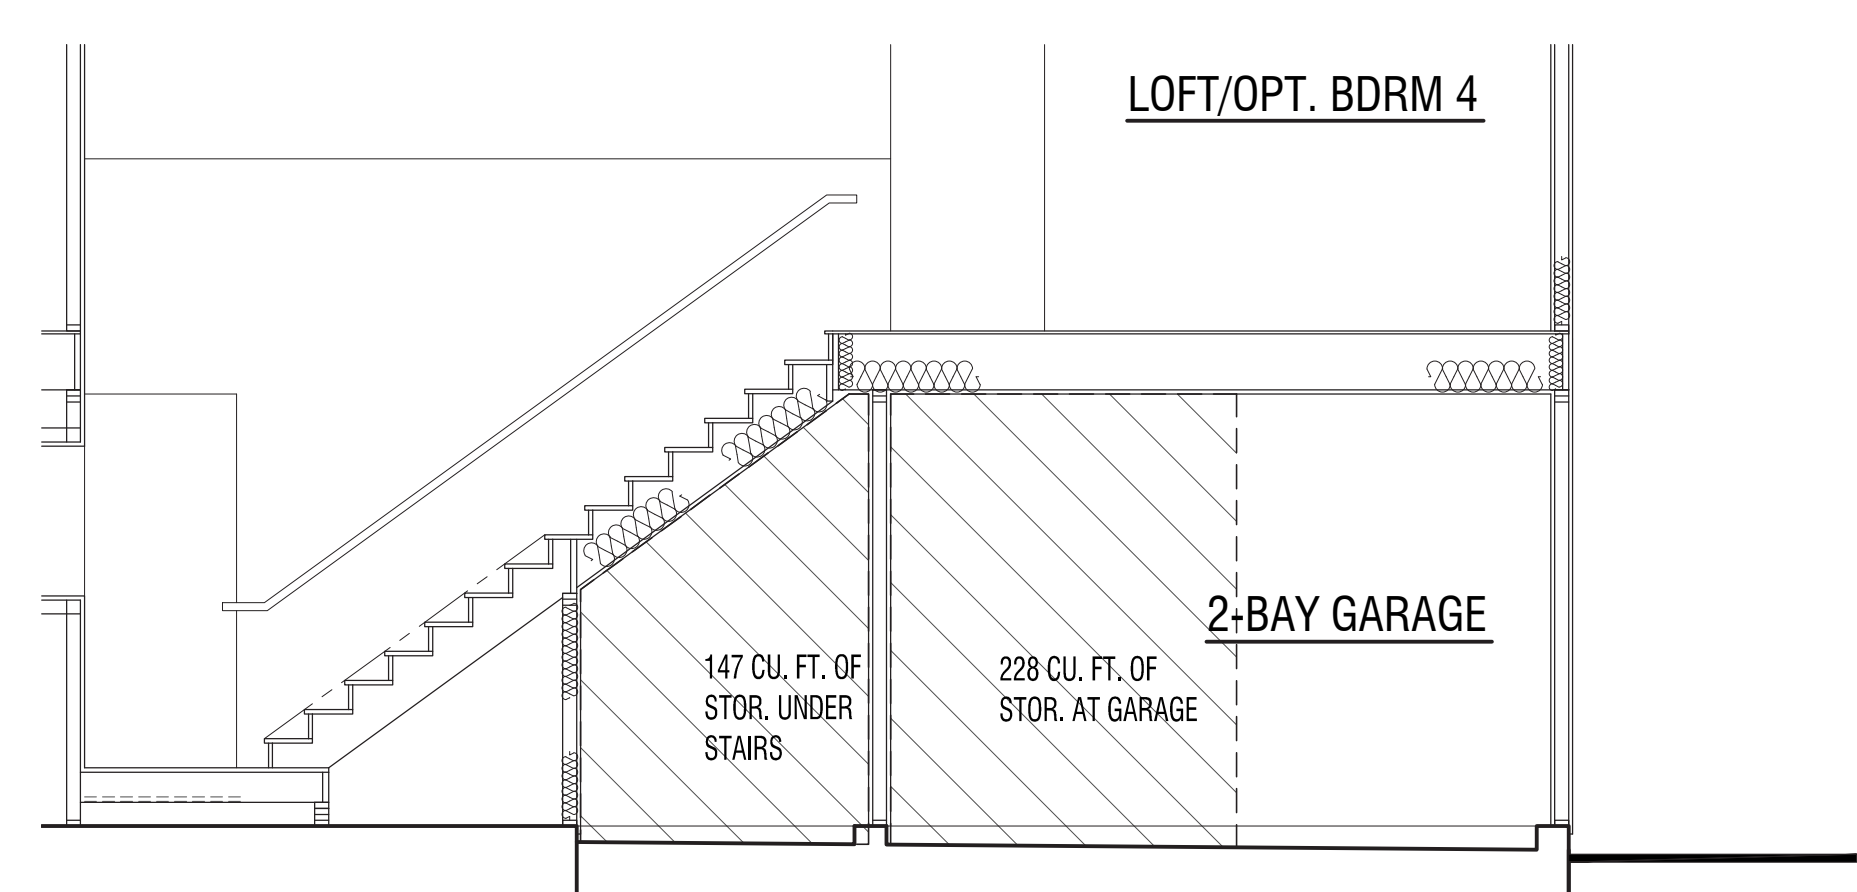 LOFT/OPT. BDRM 4
2-BAY GARAGE
147 CU. FT. OF
STOR. UNDER
STAIRS
228 CU. FT. OF
STOR. AT GARAGE